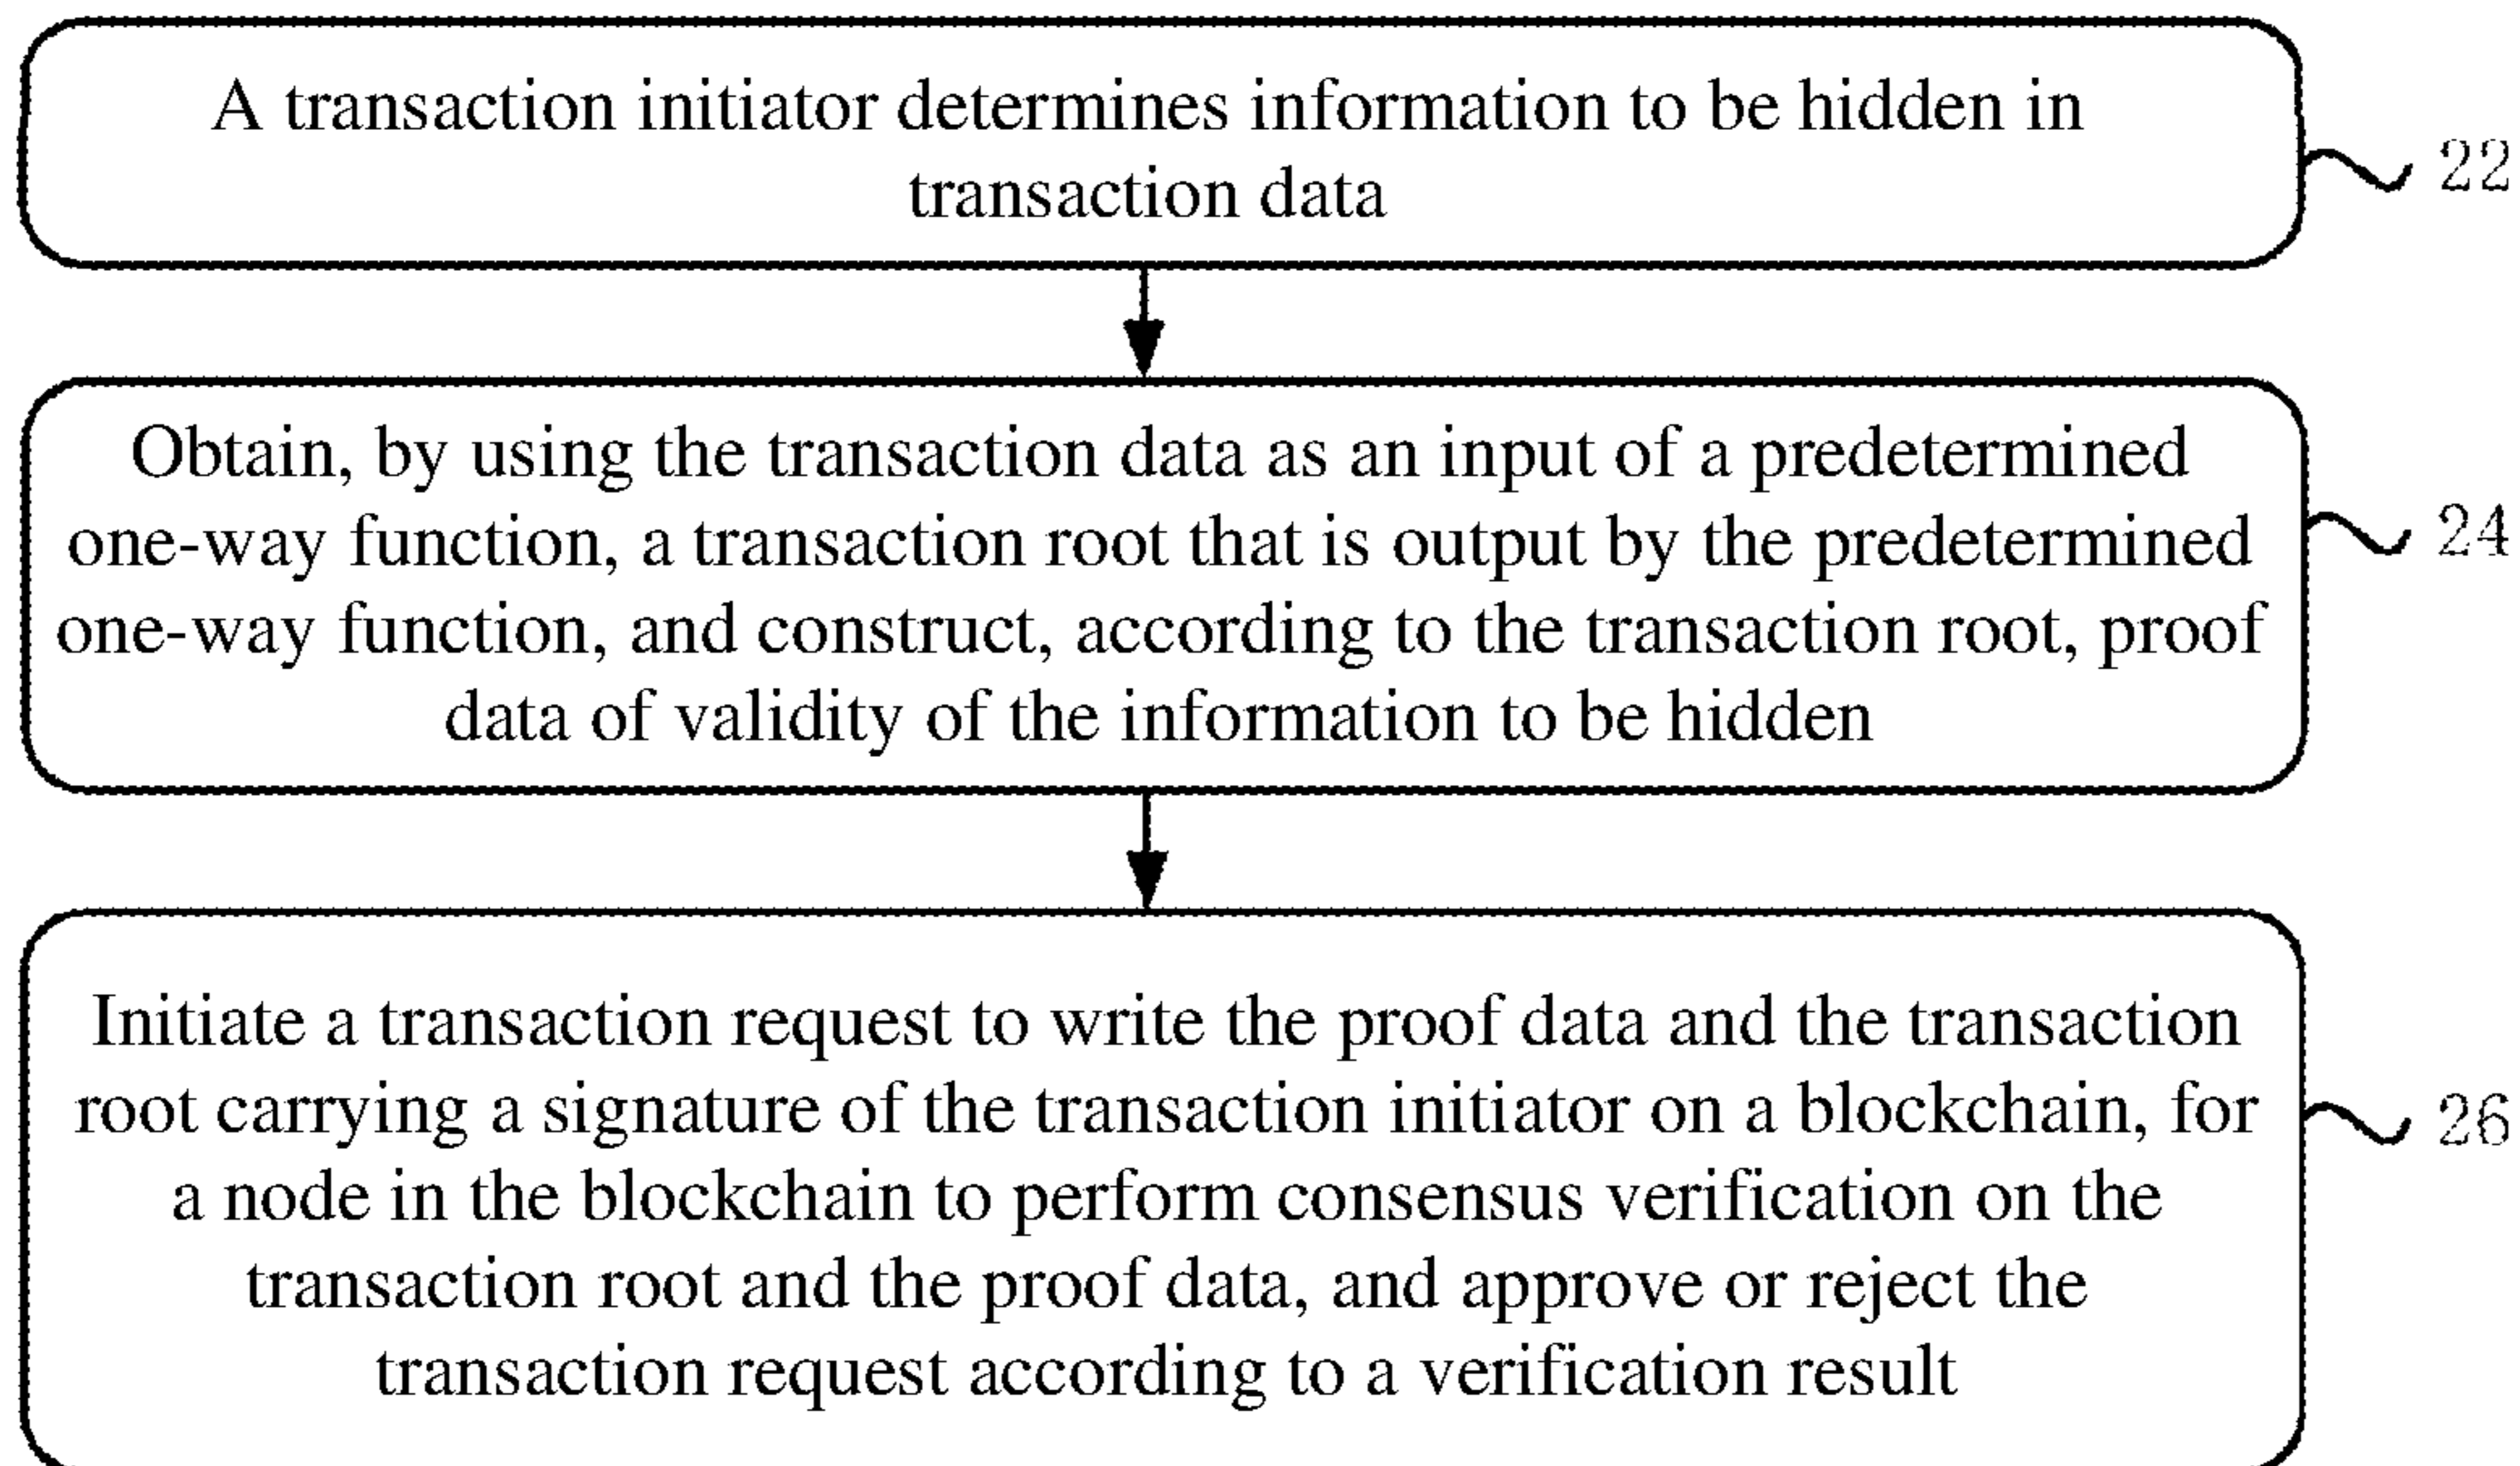 A transaction initiator determines information to be hidden in
transaction data
22
Obtain, by using the transaction data as an input of a predetermined
one-way function, a transaction root that is output by the predetermined
one-way function, and construct, according to the transaction root, proof
data of validity of the information to be hidden
24
Initiate a transaction request to write the proof data and the transaction
root carrying a signature of the transaction initiator on a blockchain, for
a node in the blockchain to perform consensus verification on the
transaction root and the proof data, and approve or reject the
transaction request according to a verification result
26